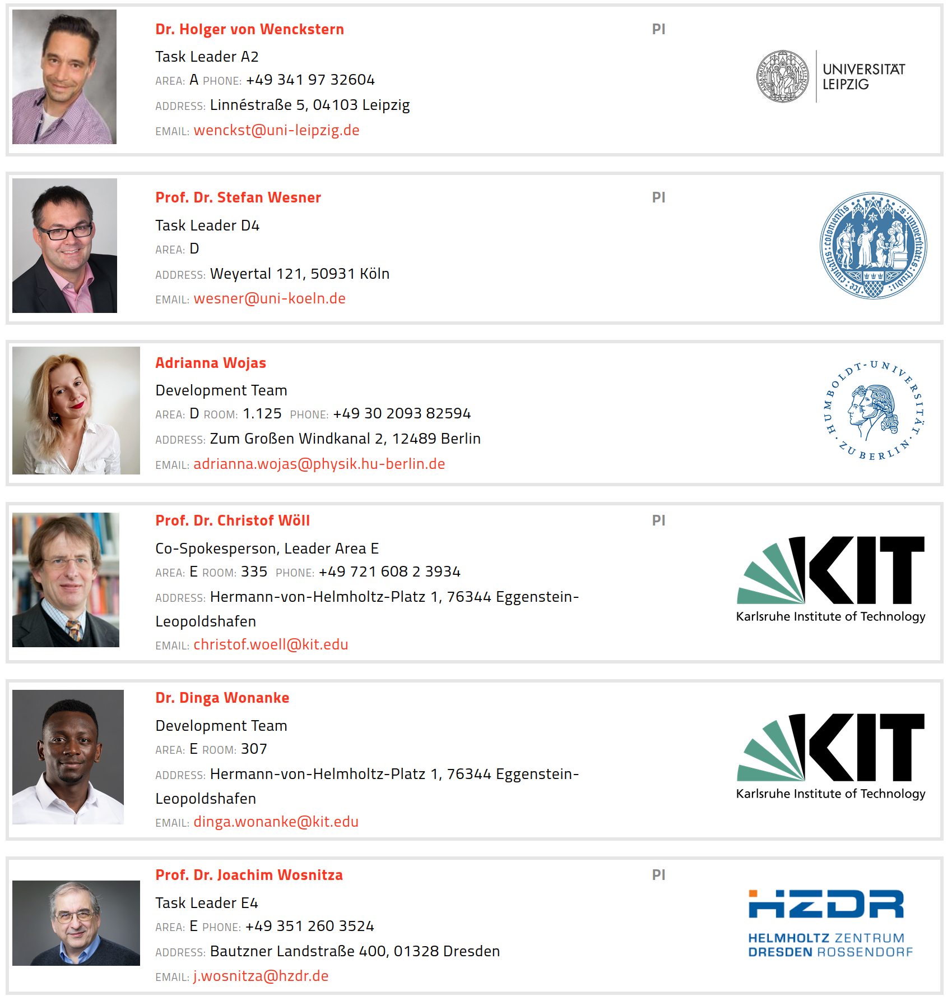 Dr. Holger von Wenckstern
PI
Task Leader A2
AREA: A PHONE: +49 341 97 32604
ADDRESS: Linnéstraße 5, 04103 Leipzig
EMAIL: wenckst@uni-leipzig.de
ALMA MATER LIPSIENSIS
UNIVERSITÄT
LEIPZIG
Prof. Dr. Stefan Wesner
PI
Task Leader D4
AREA: D
ADDRESS: Weyertal 121, 50931 Köln
EMAIL: wesner@uni-koeln.de
Adrianna Wojas
Development Team
AREA: D ROOM: 1.125 PHONE: +49 30 2093 82594
ADDRESS: Zum Großen Windkanal 2, 12489 Berlin
EMAIL: adrianna.wojas@physik.hu-berlin.de
HUMBOLDT-UNIVERSITÄT
· ZU BERLIN ·
Prof. Dr. Christof Wöll
PI
Co-Spokesperson, Leader Area E
AREA: E ROOM: 335 PHONE: +49 721 608 2 3934
ADDRESS: Hermann-von-Helmholtz-Platz 1, 76344 Eggenstein-
Leopoldshafen
EMAIL: christof.woell@kit.edu
KIT
Karlsruhe Institute of Technology
Dr. Dinga Wonanke
Development Team
AREA: E ROOM: 307
ADDRESS: Hermann-von-Helmholtz-Platz 1, 76344 Eggenstein-
Leopoldshafen
EMAIL: dinga.wonanke@kit.edu
KIT
Karlsruhe Institute of Technology
Prof. Dr. Joachim Wosnitza
PI
Task Leader E4
AREA: E PHONE: +49 351 260 3524
ADDRESS: Bautzner Landstraße 400, 01328 Dresden
EMAIL: j.wosnitza@hzdr.de
HZDR
HELMHOLTZ ZENTRUM
DRESDEN ROSSENDORF